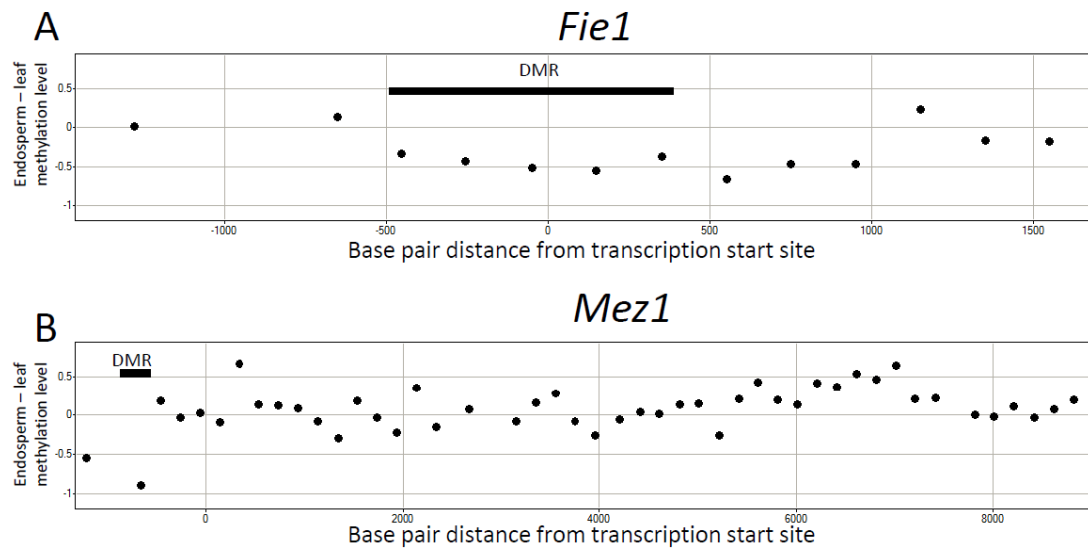 A
Fie1
Endosperm – leaf
methylation level
DMR
0.5
0
-0.5
-1
-1000
-500
0
500
1000
1500
Base pair distance from transcription start site
B
Mez1
Endosperm – leaf
methylation level
DMR
0.5
0
-0.5
-1
0
2000
4000
6000
8000
Base pair distance from transcription start site